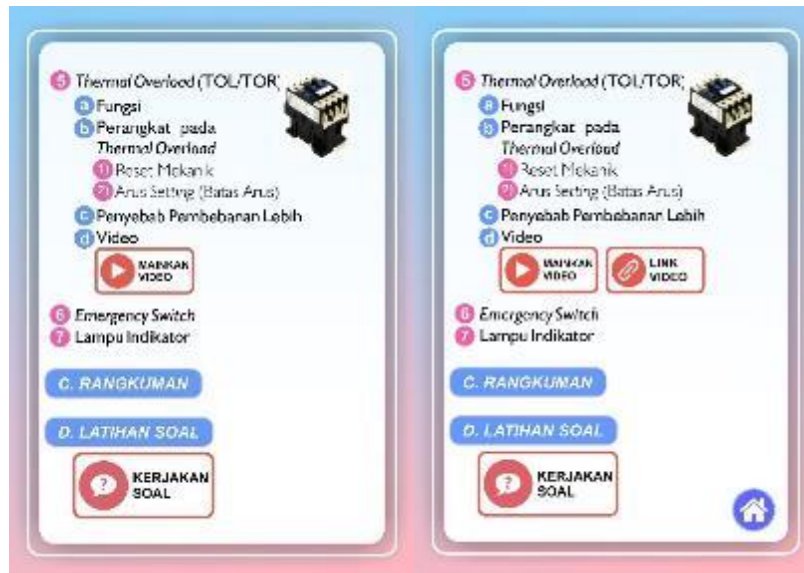 5 Thermal Overload (TOL/TOR)
a Fungsi
b Perangkat pada
Thermal Overload
1) Reset Mekanik
2) Arus Setting (Batas Arus)
c Penyebab Pembebanan Lebih
d Video
MAINKAN
VIDEO
6 Emergency Switch
7 Lampu Indikator
C. RANGKUMAN
D. LATIHAN SOAL
?
KERJAKAN
SOAL
5 Thermal Overload (TOL/TOR)
a Fungsi
b Perangkat pada
Thermal Overload
1) Reset Mekanik
2) Arus Setting (Batas Arus)
c Penyebab Pembebanan Lebih
d Video
MAINKAN
VIDEO
LINK
VIDEO
6 Emergency Switch
7 Lampu Indikator
C. RANGKUMAN
D. LATIHAN SOAL
?
KERJAKAN
SOAL